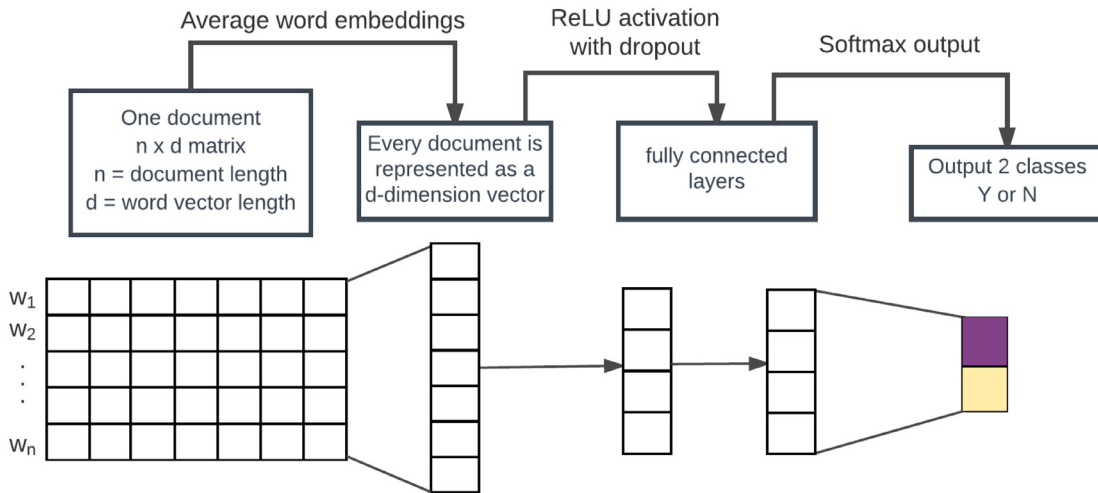 Average word embeddings
ReLU activation
with dropout
Softmax output
One document
n x d matrix
n = document length
d = word vector length
Every document is
represented as a
d-dimension vector
fully connected
layers
Output 2 classes
Y or N
w1
w2
.
.
.
wn